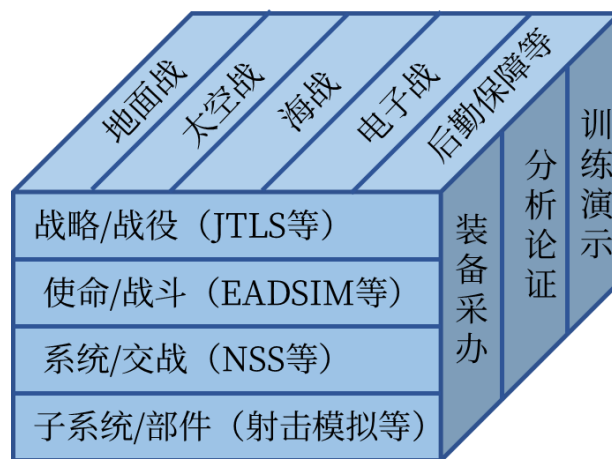 地面战
太空战
海战
电子战
后勤保障等
战略/战役（JTLS等）
使命/战斗（EADSIM等）
系统/交战（NSS等）
子系统/部件（射击模拟等）
装备采办
分析论证
训练演示